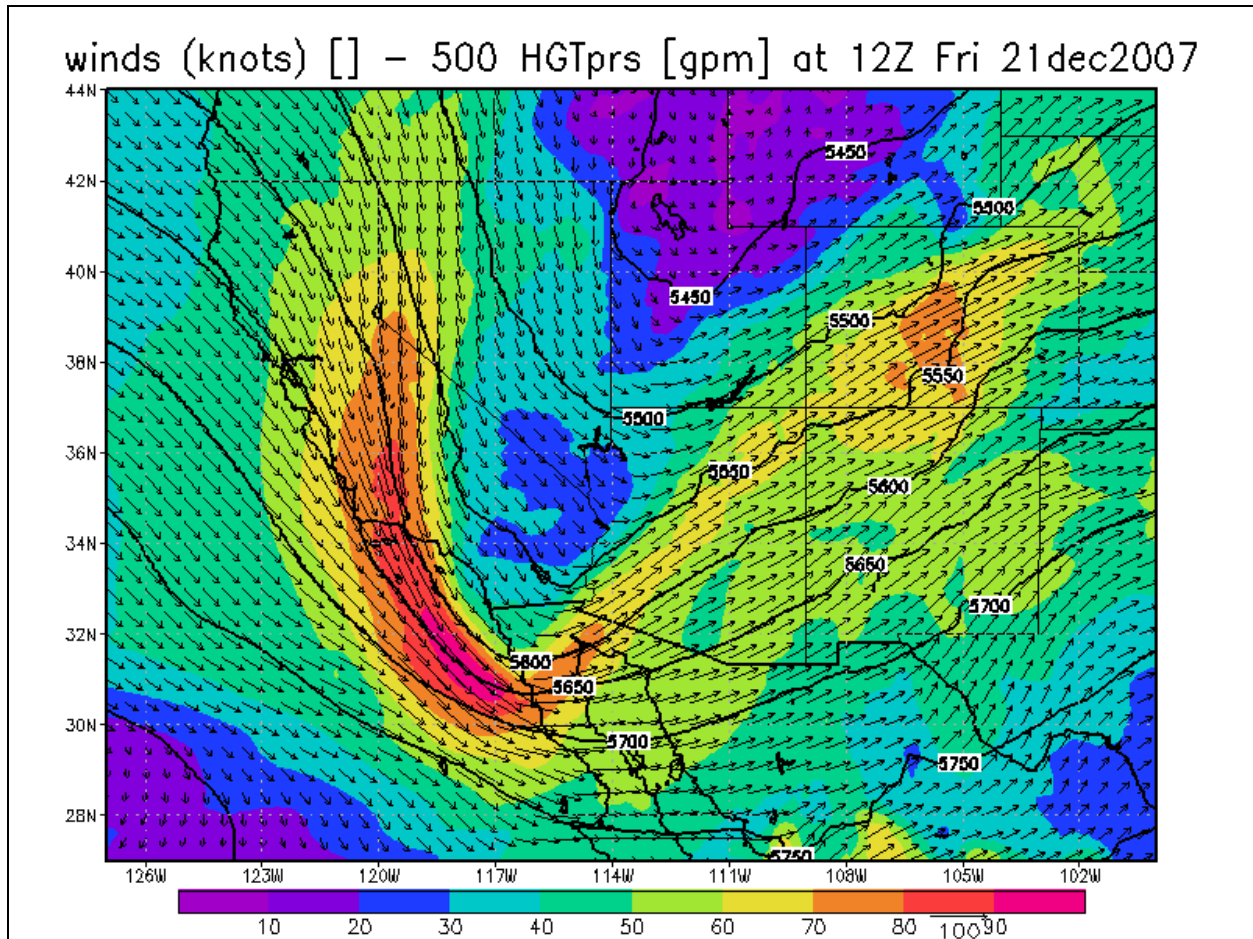 winds (knots) [] – 500 HGTprs [gpm] at 12Z Fri 21dec2007
44N
5450
42N
5500
40N
5450
5500
38N
5550
5500
36N
5550
5600
34N
5650
5700
32N
5600
5650
30N
5700
5750
28N
5750
126W 123W 120W 117W 114W 111W 108W 105W 102W
10 20 30 40 50 60 70 80 100 90